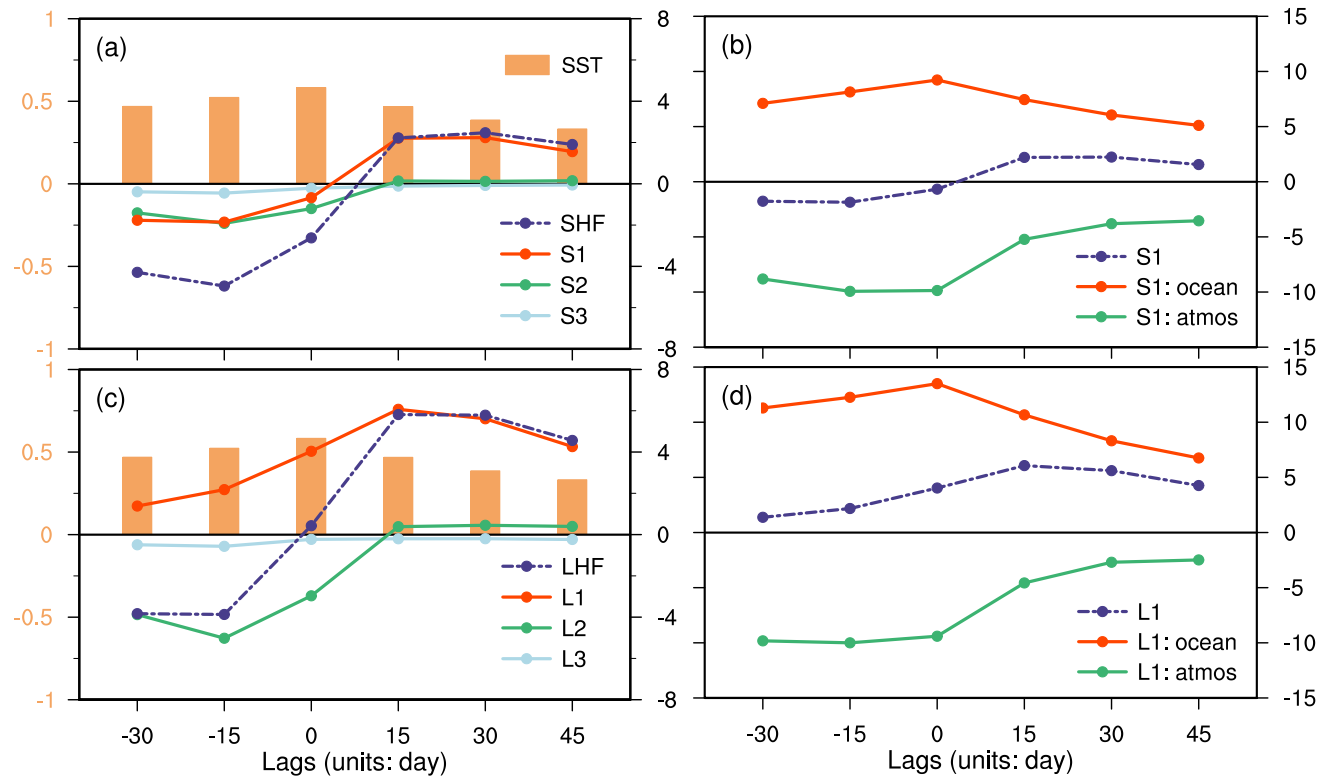 1 8 15
(a) (b)
SST
10
0.5 4
5
0 0 0
SHF
S1 S1
-5
-0.5 -4
S2 S1: ocean
-10
S3 S1: atmos
-1 -8 -15
1 8 15
(c) (d)
10
0.5 4
5
0 0 0
LHF
L1 L1
-5
-0.5 -4
L2 L1: ocean
-10
L3 L1: atmos
-1 -8 -15
-30 -15 0 15 30 45 -30 -15 0 15 30 45
Lags (units: day) Lags (units: day)